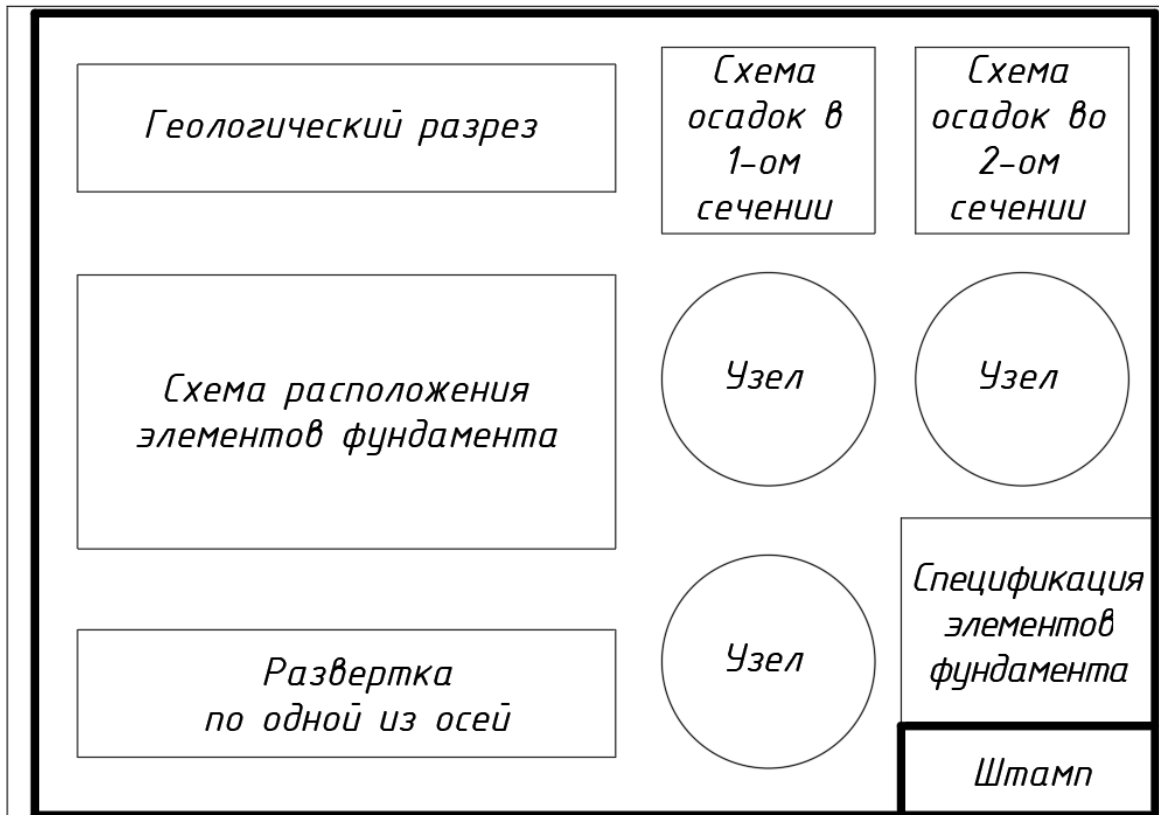 Геологический разрез
Схема
осадок в
1-ом
сечении
Схема
осадок во
2-ом
сечении
Схема расположения
элементов фундамента
Узел
Узел
Развертка
по одной из осей
Узел
Спецификация
элементов
фундамента
Штамп